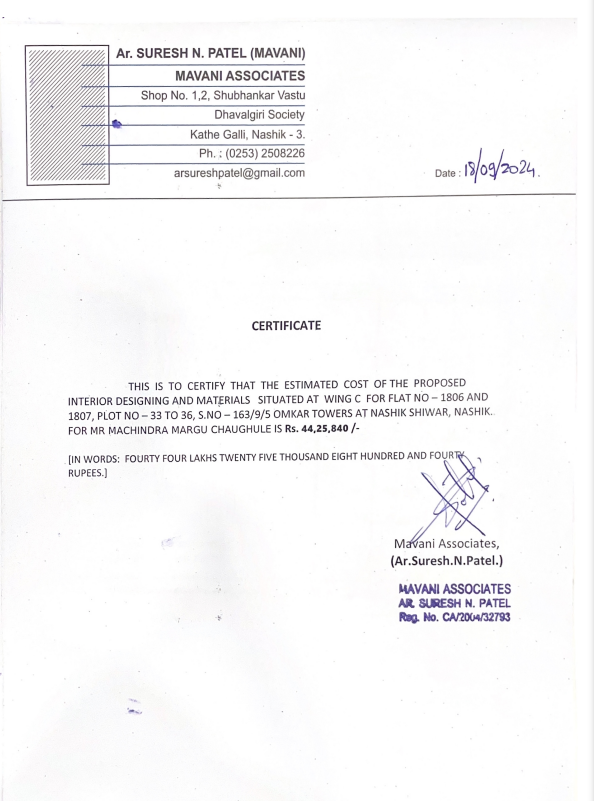 Ar. SURESH N. PATEL (MAVANI)
MAVANI ASSOCIATES
Shop No. 1,2, Shubhankar Vastu
Dhavalgiri Society
Kathe Galli, Nashik - 3.
Ph. : (0253) 2508226
arsureshpatel@gmail.com
Date : 18/09/2024.
CERTIFICATE
THIS IS TO CERTIFY THAT THE ESTIMATED COST OF THE PROPOSED
INTERIOR DESIGNING AND MATERIALS SITUATED AT WING C FOR FLAT NO – 1806 AND
1807, PLOT NO – 33 TO 36, S.NO – 163/9/5 OMKAR TOWERS AT NASHIK SHIWAR, NASHIK.
FOR MR MACHINDRA MARGU CHAUGHULE IS Rs. 44,25,840 /-
[IN WORDS: FOURTY FOUR LAKHS TWENTY FIVE THOUSAND EIGHT HUNDRED AND FOURTY
RUPEES.]
Mavani Associates,
(Ar.Suresh.N.Patel.)
MAVANI ASSOCIATES
AR. SURESH N. PATEL
Reg. No. CA/2004/32793